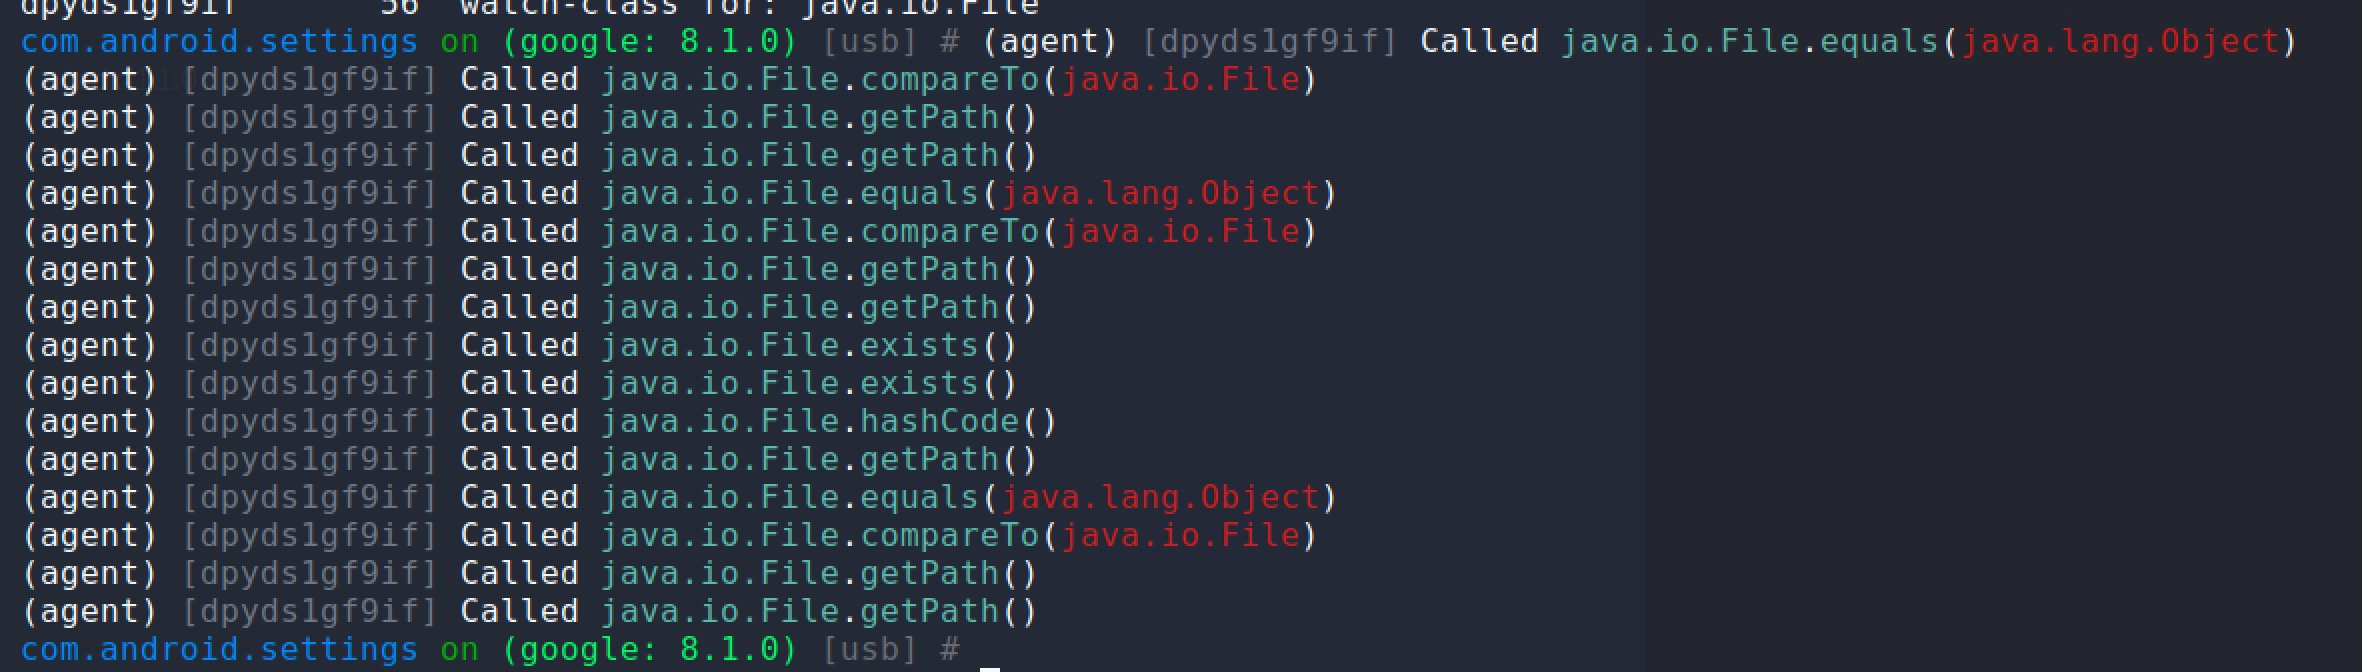 dpyds1gf9if 56 watch-class for: java.io.File
com.android.settings on (google: 8.1.0) [usb] # (agent) [dpyds1gf9if] Called java.io.File.equals(java.lang.Object)
(agent) [dpyds1gf9if] Called java.io.File.compareTo(java.io.File)
(agent) [dpyds1gf9if] Called java.io.File.getPath()
(agent) [dpyds1gf9if] Called java.io.File.getPath()
(agent) [dpyds1gf9if] Called java.io.File.equals(java.lang.Object)
(agent) [dpyds1gf9if] Called java.io.File.compareTo(java.io.File)
(agent) [dpyds1gf9if] Called java.io.File.getPath()
(agent) [dpyds1gf9if] Called java.io.File.getPath()
(agent) [dpyds1gf9if] Called java.io.File.exists()
(agent) [dpyds1gf9if] Called java.io.File.exists()
(agent) [dpyds1gf9if] Called java.io.File.hashCode()
(agent) [dpyds1gf9if] Called java.io.File.getPath()
(agent) [dpyds1gf9if] Called java.io.File.equals(java.lang.Object)
(agent) [dpyds1gf9if] Called java.io.File.compareTo(java.io.File)
(agent) [dpyds1gf9if] Called java.io.File.getPath()
(agent) [dpyds1gf9if] Called java.io.File.getPath()
com.android.settings on (google: 8.1.0) [usb] #